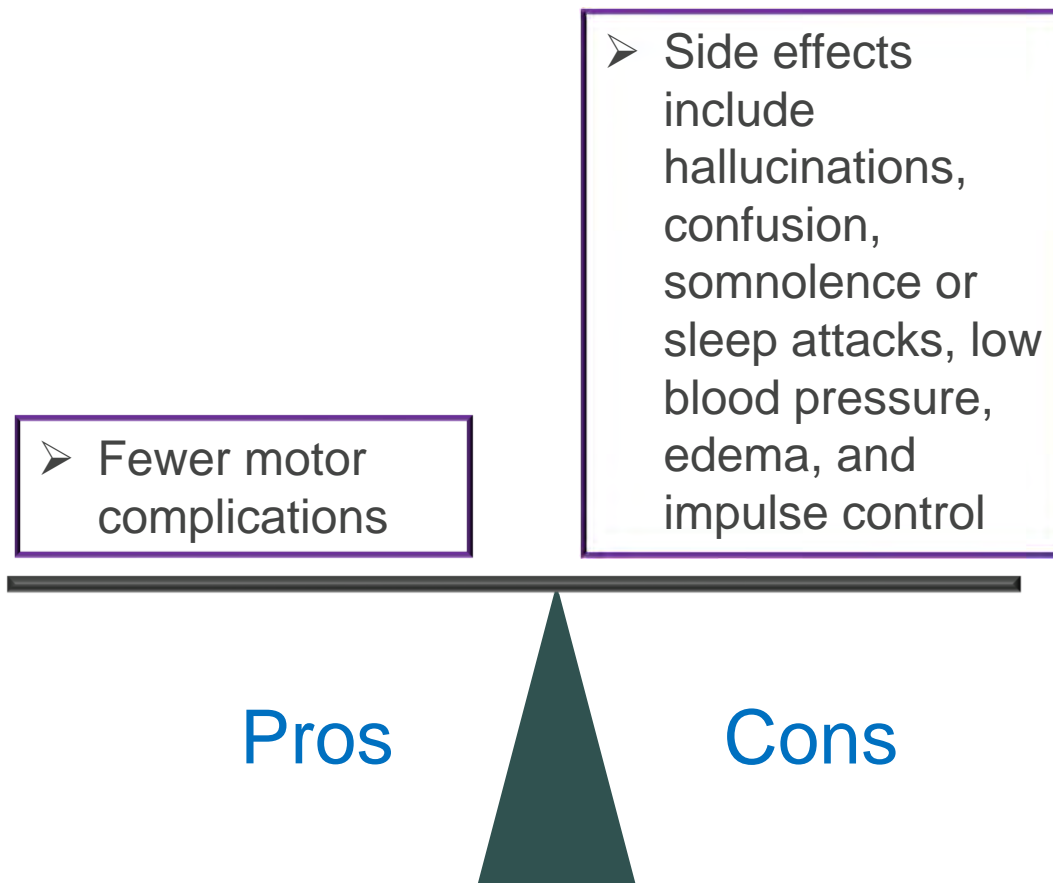 ➢ Fewer motor
complications
➢ Side effects
include
hallucinations,
confusion,
somnolence or
sleep attacks, low
blood pressure,
edema, and
impulse control
Pros
Cons